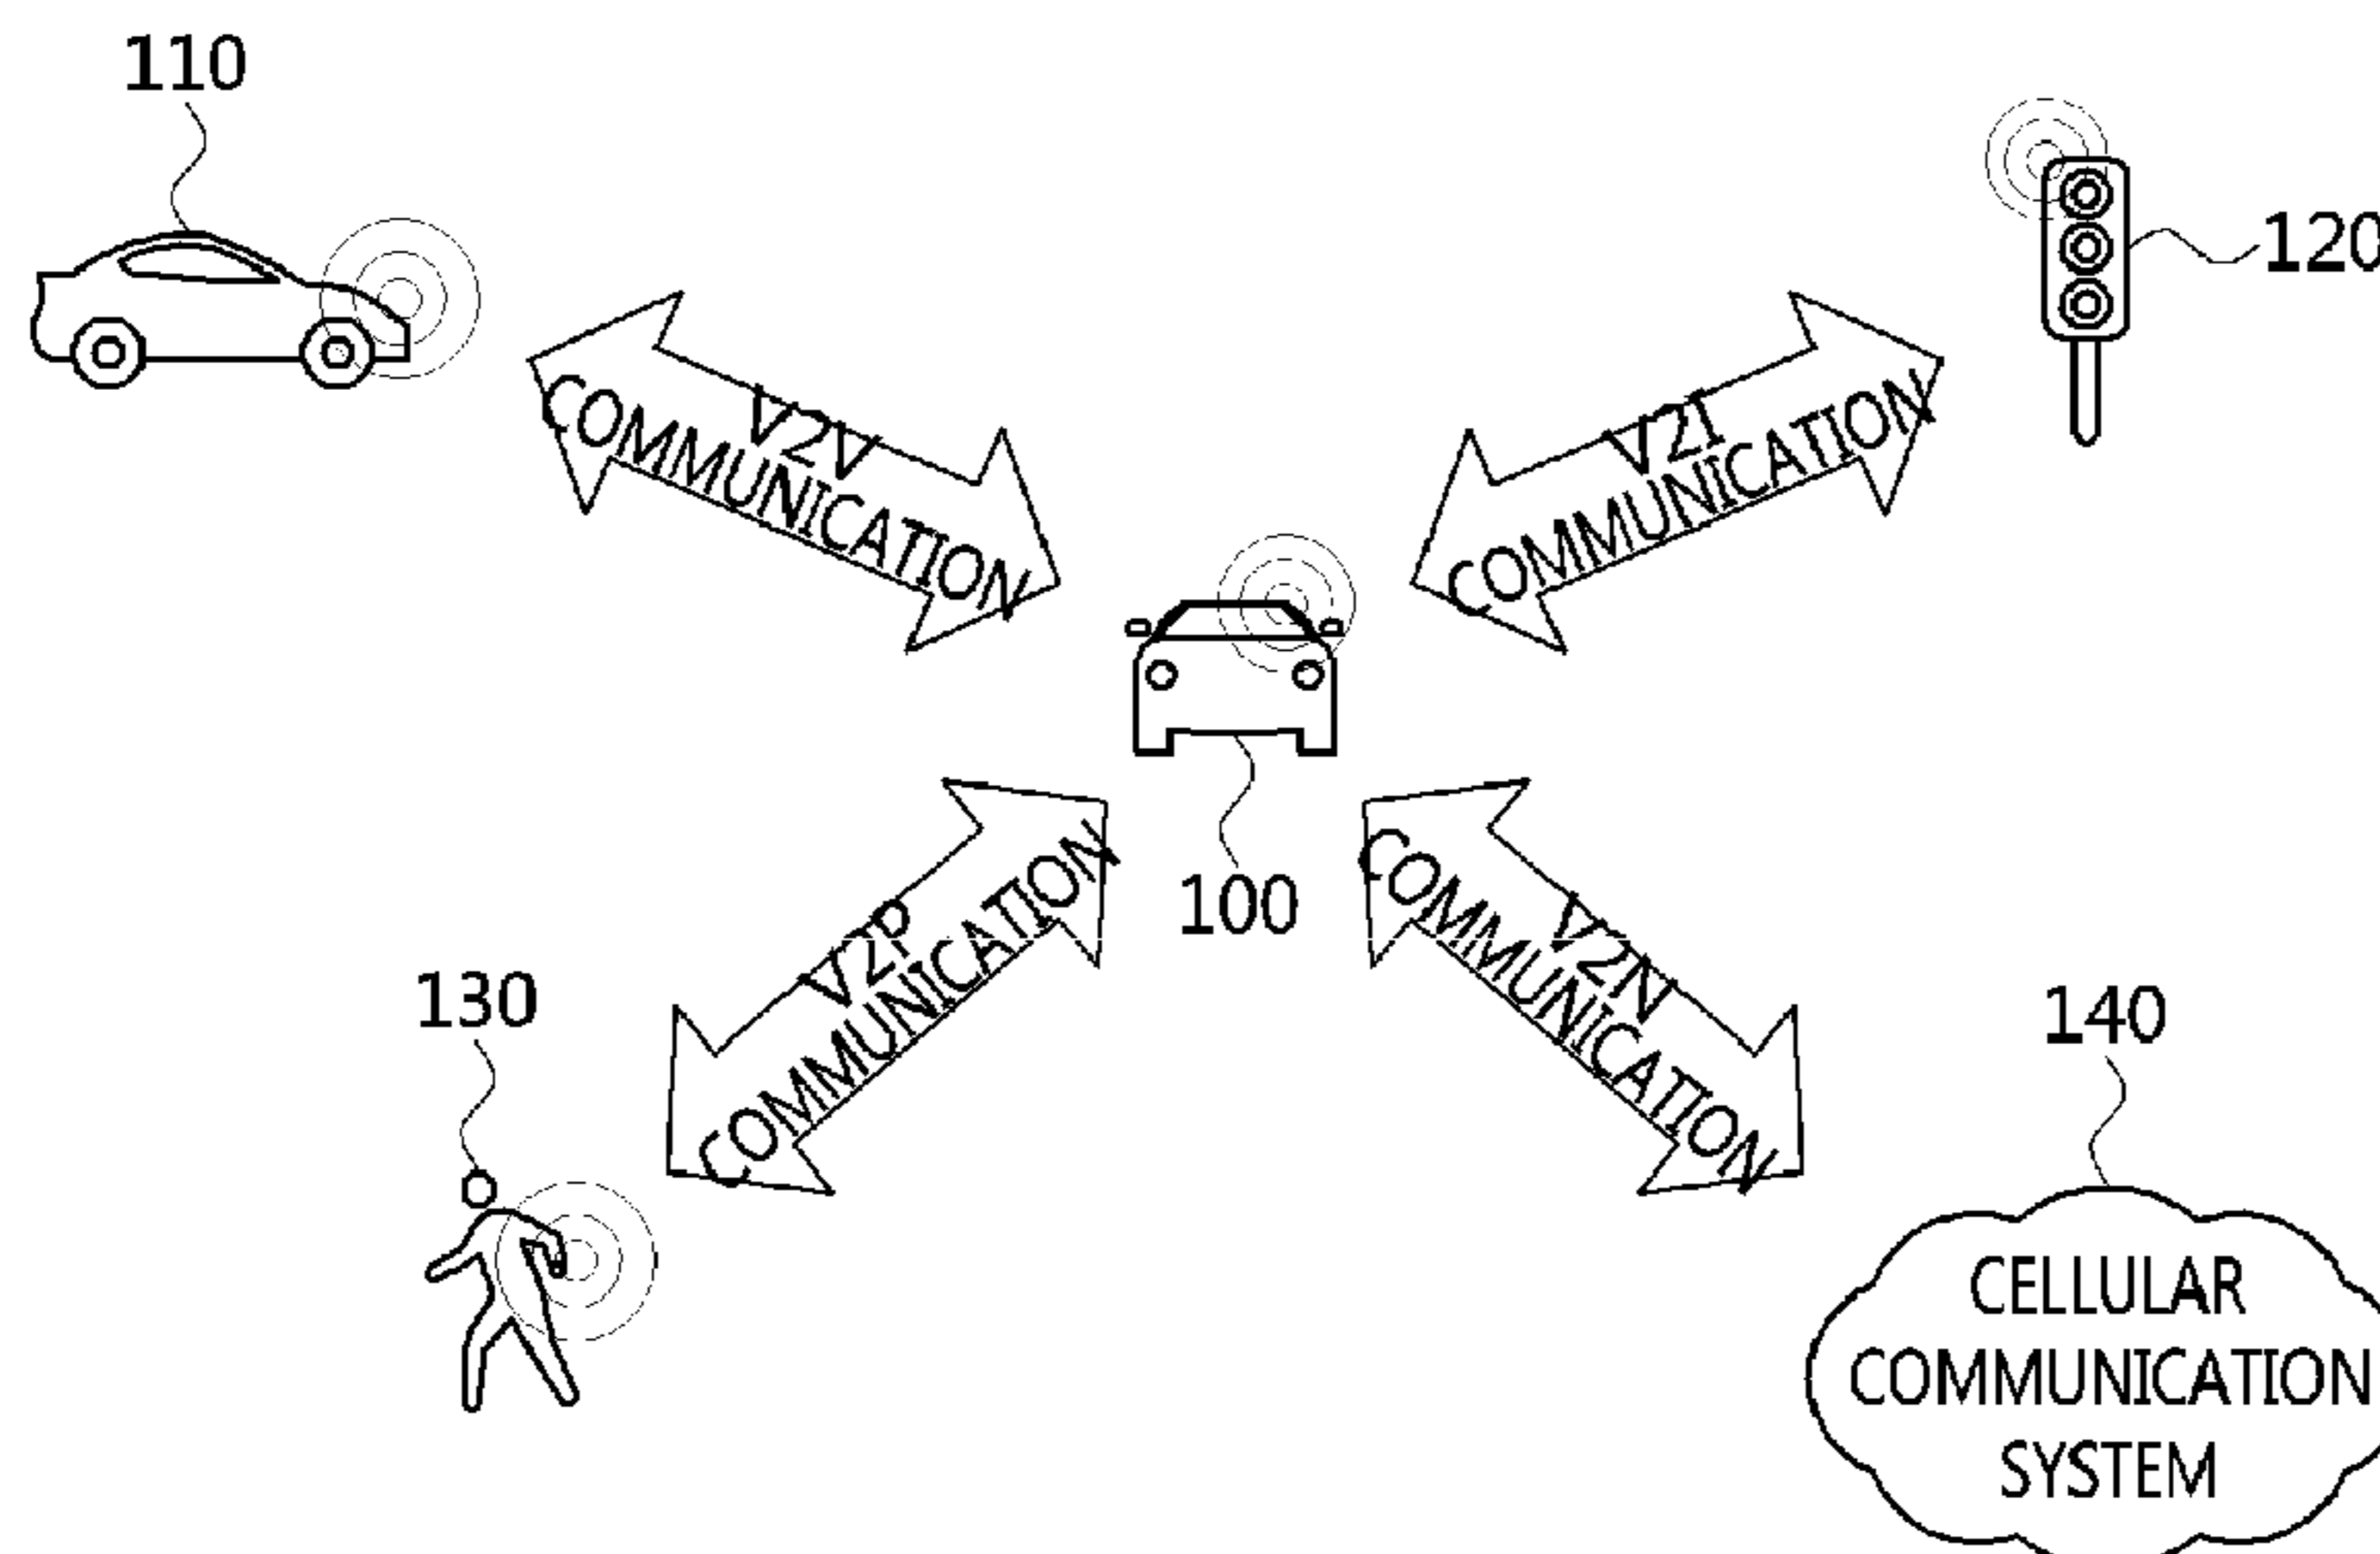 110
120
V2V
COMMUNICATION
V2I
COMMUNICATION
100
V2P
COMMUNICATION
V2N
COMMUNICATION
130
140
CELLULAR
COMMUNICATION
SYSTEM